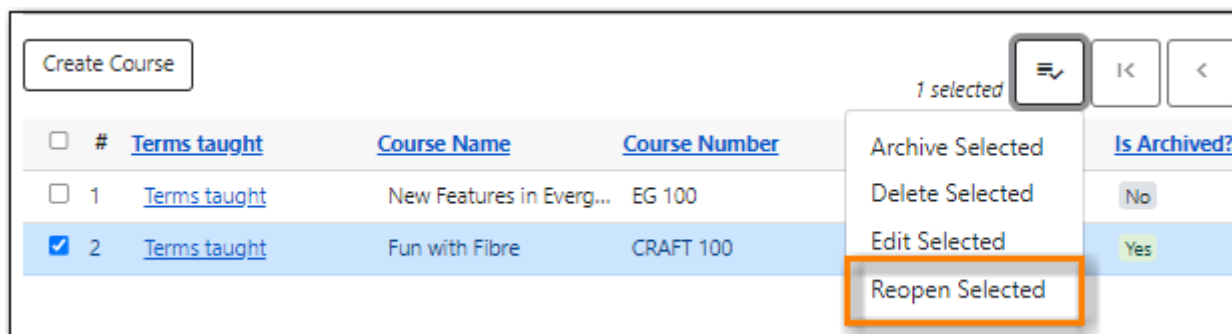 Create Course
1 selected
# Terms taught Course Name Course Number Is Archived?
1 Terms taught New Features in Everg... EG 100 No
2 Terms taught Fun with Fibre CRAFT 100 Yes
Archive Selected
Delete Selected
Edit Selected
Reopen Selected